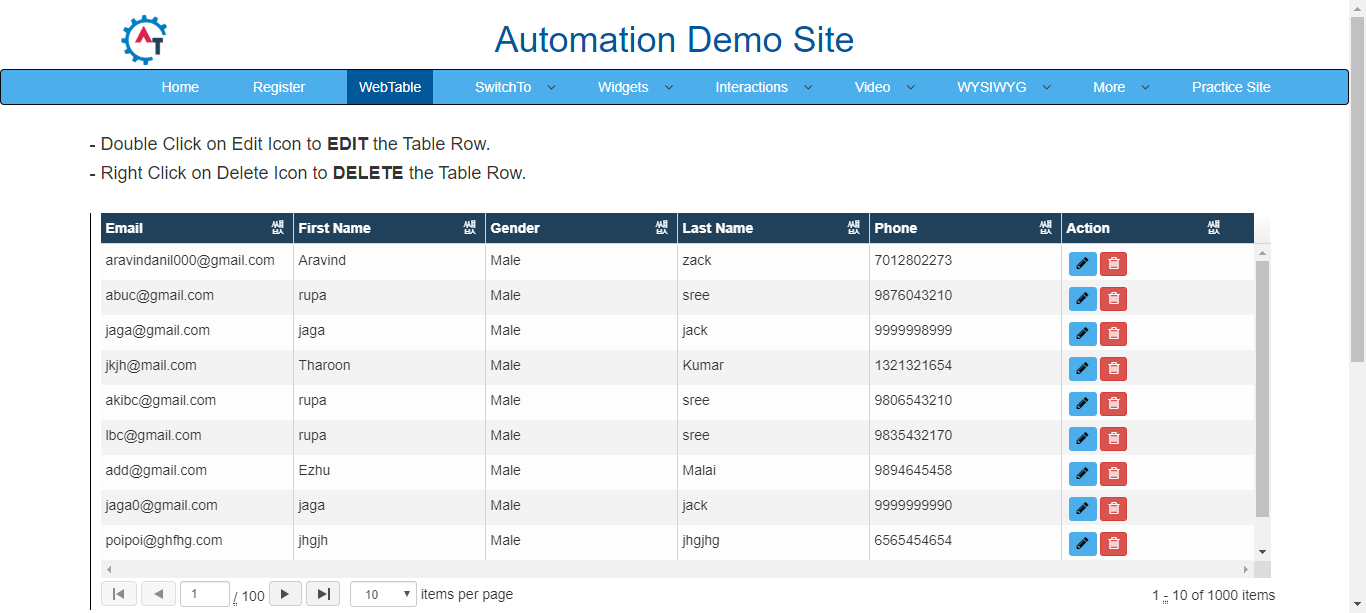 AT
Automation Demo Site
Home Register WebTable SwitchTo Widgets Interactions Video WYSIWYG More Practice Site
- Double Click on Edit Icon to EDIT the Table Row.
- Right Click on Delete Icon to DELETE the Table Row.
Email First Name Gender Last Name Phone Action
aravindanil000@gmail.com Aravind Male zack 7012802273
abuc@gmail.com rupa Male sree 9876043210
jaga@gmail.com jaga Male jack 9999998999
jkjh@mail.com Tharoon Male Kumar 1321321654
akibc@gmail.com rupa Male sree 9806543210
lbc@gmail.com rupa Male sree 9835432170
add@gmail.com Ezhu Male Malai 9894645458
jaga0@gmail.com jaga Male jack 9999999990
poipoi@ghfhg.com jhgjh Male jhgjhg 6565454654
1 / 100 10 items per page 1 - 10 of 1000 items